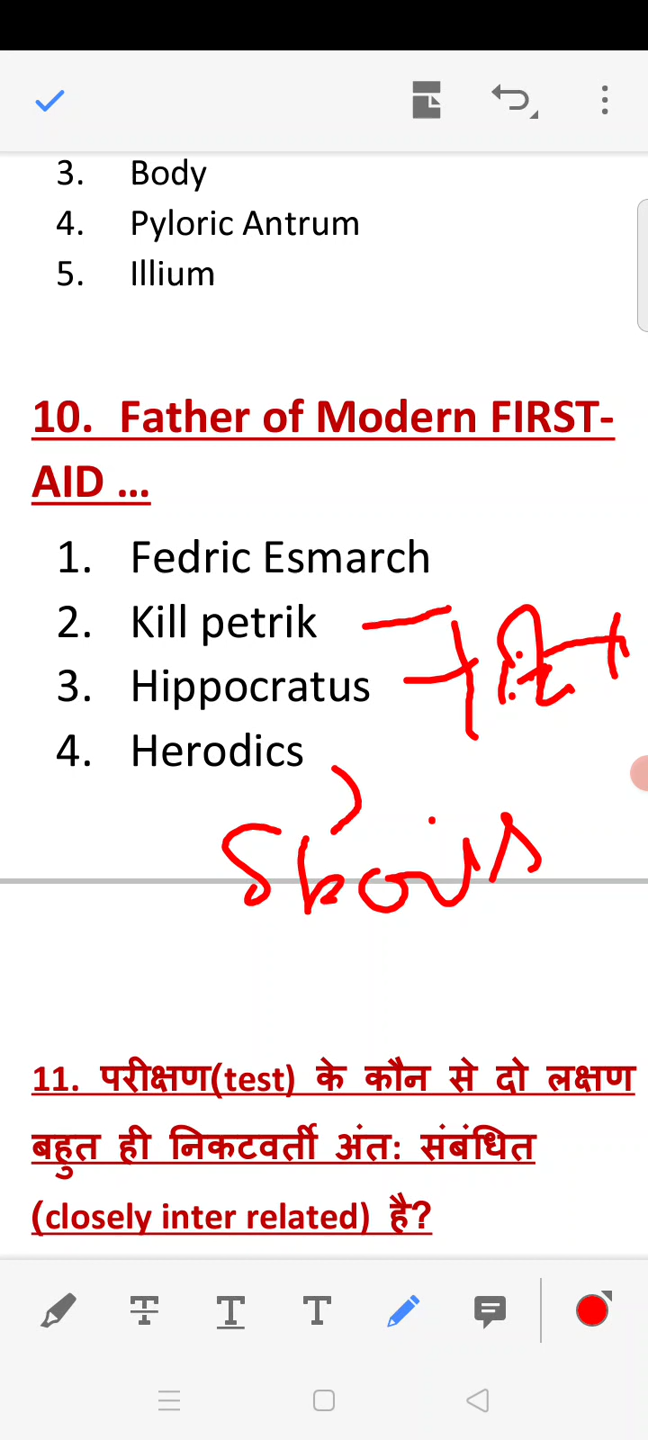 3. Body
4. Pyloric Antrum
5. Illium
10. Father of Modern FIRST-
AID ...
1. Fedric Esmarch
2. Kill petrik
3. Hippocratus
4. Herodics
11. परीक्षण(test) के कौन से दो लक्षण
बहुत ही निकटवर्ती अंत: संबंधित
(closely inter related) है?